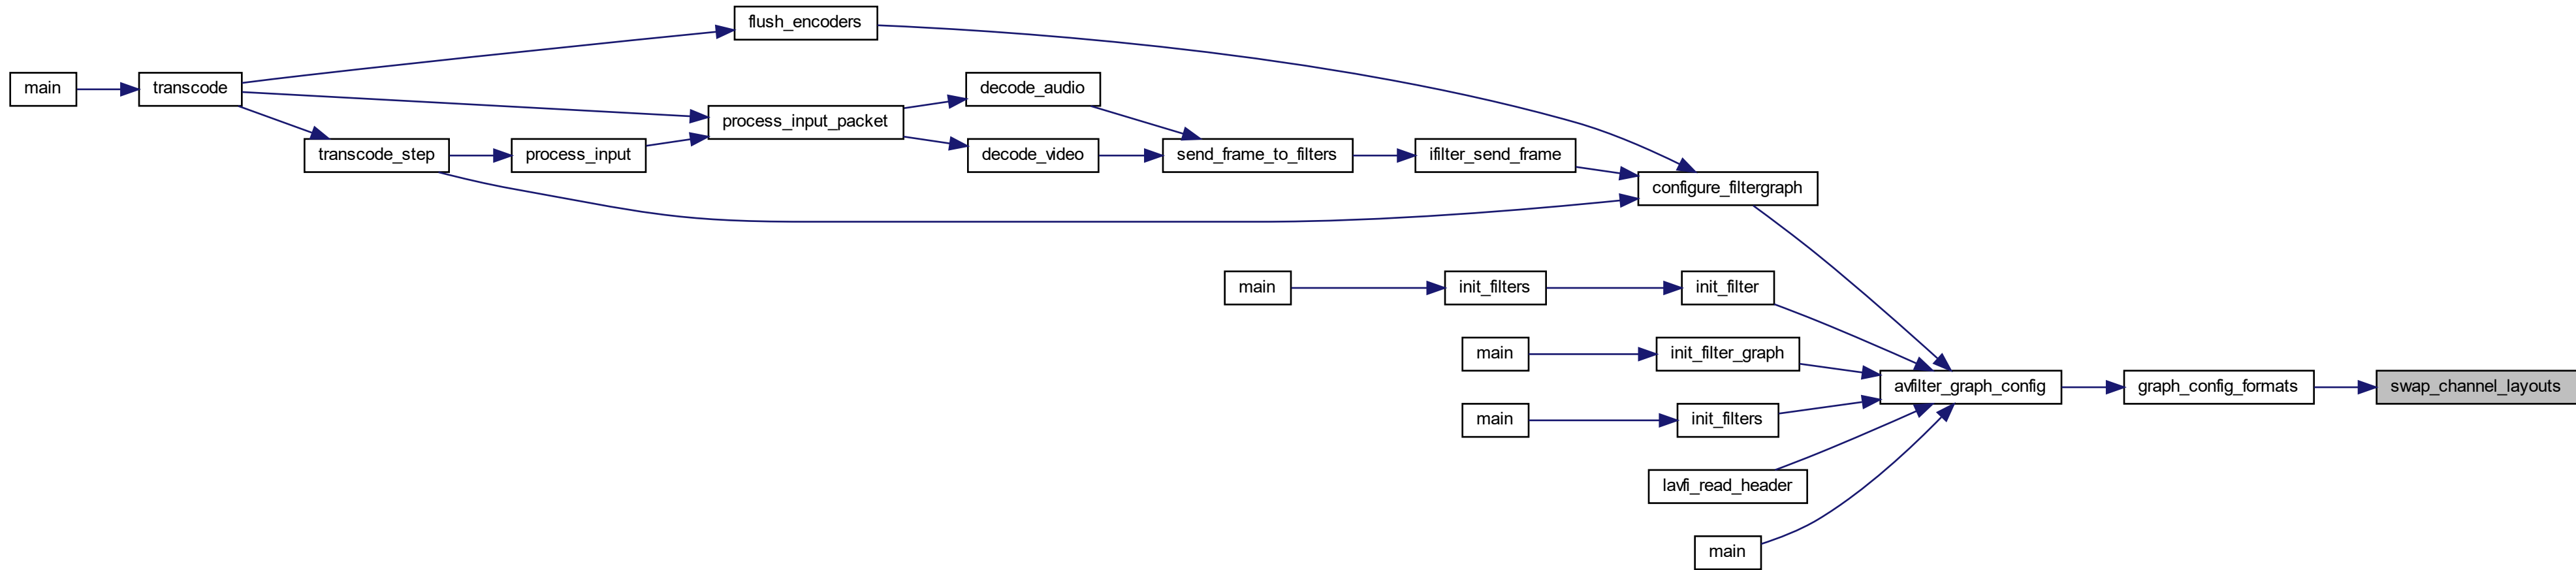 flush_encoders
main
transcode
decode_audio
process_input_packet
transcode_step
process_input
decode_video
send_frame_to_filters
ifilter_send_frame
configure_filtergraph
main
init_filters
init_filter
main
init_filter_graph
avfilter_graph_config
graph_config_formats
swap_channel_layouts
main
init_filters
lavfi_read_header
main